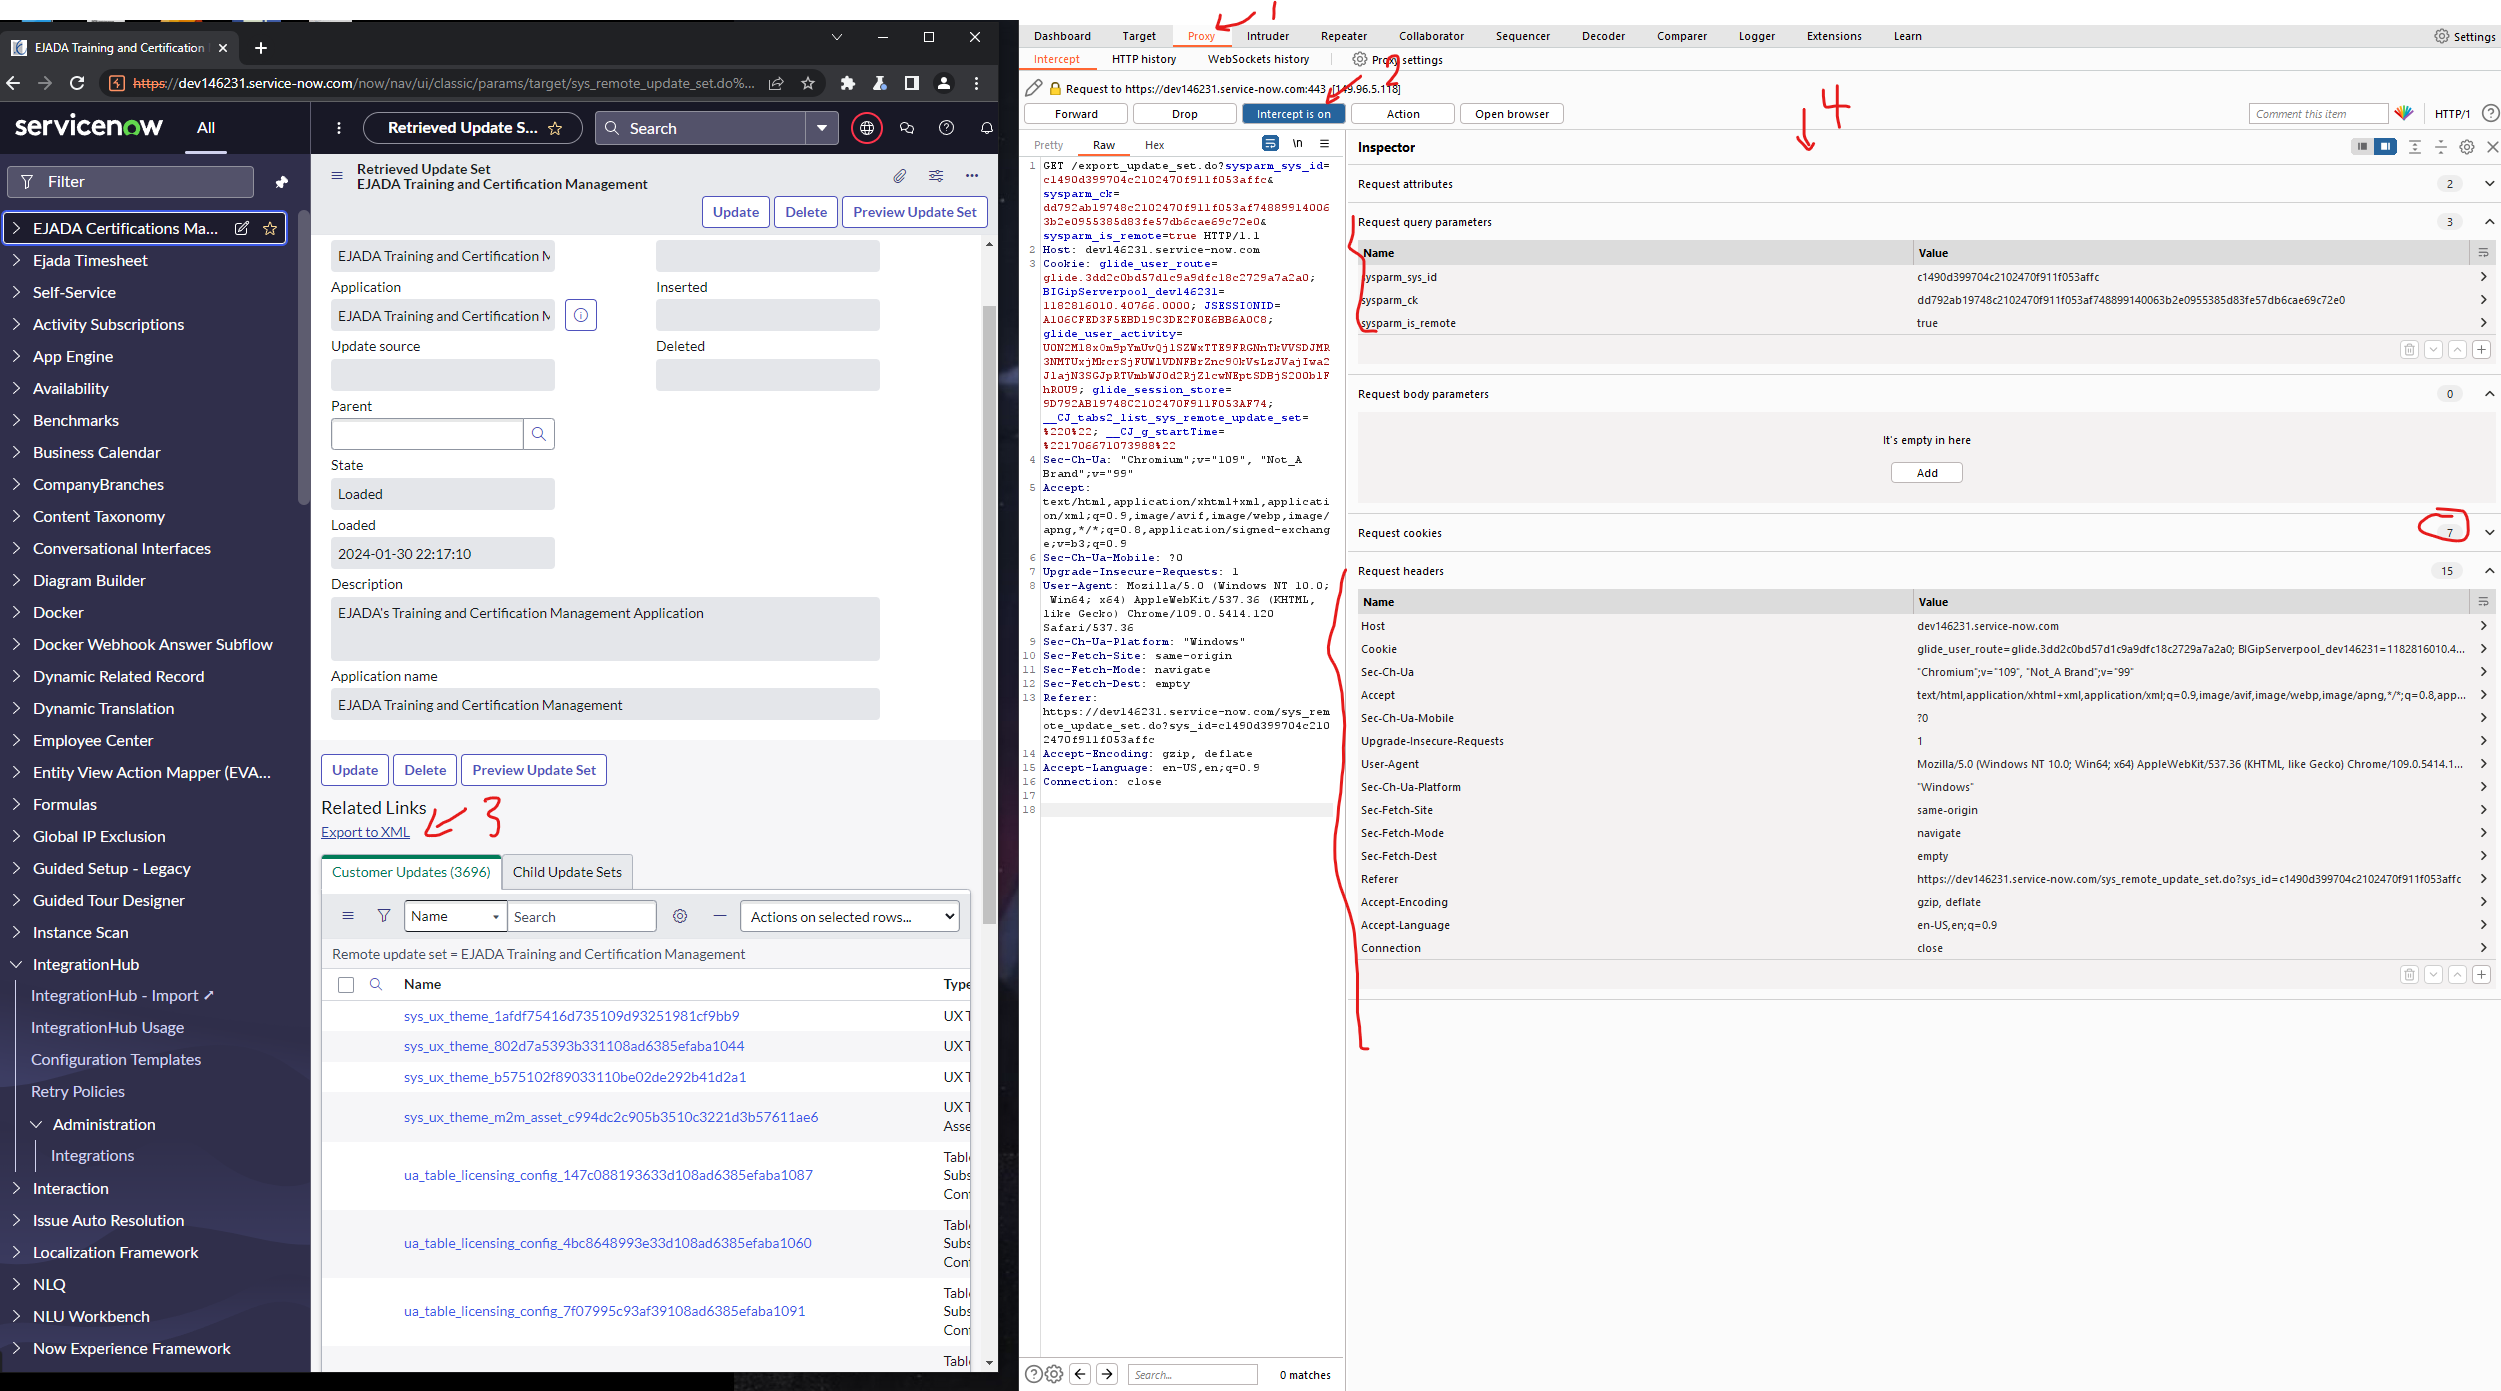 EJADA Training and Certification
https://dev146231.service-now.com/now/nav/ui/classic/params/target/sys_remote_update_set.do%...
servicenow
All
Retrieved Update S...
Search
Filter
EJADA Certifications Ma...
Ejada Timesheet
Self-Service
Activity Subscriptions
App Engine
Availability
Benchmarks
Business Calendar
CompanyBranches
Content Taxonomy
Conversational Interfaces
Diagram Builder
Docker
Docker Webhook Answer Subflow
Dynamic Related Record
Dynamic Translation
Employee Center
Entity View Action Mapper (EVA...
Formulas
Global IP Exclusion
Guided Setup - Legacy
Guided Tour Designer
Instance Scan
IntegrationHub
IntegrationHub - Import
IntegrationHub Usage
Configuration Templates
Retry Policies
Administration
Integrations
Interaction
Issue Auto Resolution
Localization Framework
NLQ
NLU Workbench
Now Experience Framework
Retrieved Update Set
EJADA Training and Certification Management
Update Delete Preview Update Set
EJADA Training and Certification M
Application
Inserted
EJADA Training and Certification M
Update source
Deleted
Parent
State
Loaded
Loaded
2024-01-30 22:17:10
Description
EJADA's Training and Certification Management Application
Application name
EJADA Training and Certification Management
Update Delete Preview Update Set
Related Links
Export to XML
3
Customer Updates (3696) Child Update Sets
Name Search Actions on selected rows...
Remote update set = EJADA Training and Certification Management
Name Type
sys_ux_theme_1afdf75416d735109d93251981cf9bb9 UX T
sys_ux_theme_802d7a5393b331108ad6385efaba1044 UX T
sys_ux_theme_b575102f89033110be02de292b41d2a1 UX T
sys_ux_theme_m2m_asset_c994dc2c905b3510c3221d3b57611ae6 UX T
Asse
Tabl
ua_table_licensing_config_147c088193633d108ad6385efaba1087 Subs
Con
Tabl
ua_table_licensing_config_4bc8648993e33d108ad6385efaba1060 Subs
Con
Tabl
ua_table_licensing_config_7f07995c93af39108ad6385efaba1091 Subs
Con
Tabl
1
Dashboard Target Proxy Intruder Repeater Collaborator Sequencer Decoder Comparer Logger Extensions Learn Settings
Intercept HTTP history WebSockets history Proxy settings
2
Request to https://dev146231.service-now.com:443 [149.96.5.118]
Forward Drop Intercept is on Action Open browser
4
Comment this item HTTP/1
Pretty Raw Hex \n
1 GET /export_update_set.do?sysparm_sys_id=
c1490d399704c2102470f911f053affc&
sysparm_ck=
dd792ab19748c2102470f911f053af74889914006
3b2e0955385d83fe57db6cae69c72e0&
sysparm_is_remote=true HTTP/1.1
2 Host: dev146231.service-now.com
3 Cookie: glide_user_route=
glide.3dd2c0bd57d1c9a9dfc18c2729a7a2a0;
BIGipServerpool_dev146231=
1182816010.40766.0000; JSESSIONID=
A106CFED3F5EBD19C3DE2F0E6BB6A0C8;
glide_user_activity=
glide_session_store=
9D792AB19748C2102470F911F053AF74;
__CJ_tabs2_list_sys_remote_update_set=
%220%22; __CJ_g_startTime=
%221706671073988%22
4 Sec-Ch-Ua: "Chromium";v="109", "Not_A
Brand";v="99"
5 Accept:
text/html,application/xhtml+xml,applicati
on/xml;q=0.9,image/avif,image/webp,image/
apng,*/*;q=0.8,application/signed-exchang
e;v=b3;q=0.9
6 Sec-Ch-Ua-Mobile: ?0
7 Upgrade-Insecure-Requests: 1
8 User-Agent: Mozilla/5.0 (Windows NT 10.0;
Win64; x64) AppleWebKit/537.36 (KHTML,
like Gecko) Chrome/109.0.5414.120
Safari/537.36
9 Sec-Ch-Ua-Platform: "Windows"
10 Sec-Fetch-Site: same-origin
11 Sec-Fetch-Mode: navigate
12 Sec-Fetch-Dest: empty
13 Referer:
https://dev146231.service-now.com/sys_rem
ote_update_set.do?sys_id=c1490d399704c210
2470f911f053affc
14 Accept-Encoding: gzip, deflate
15 Accept-Language: en-US,en;q=0.9
16 Connection: close
17
18
Search... 0 matches
Inspector
Request attributes 2
Request query parameters 3
Name Value
sysparm_sys_id c1490d399704c2102470f911f053affc
sysparm_ck dd792ab19748c2102470f911f053af748899140063b2e0955385d83fe57db6cae69c72e0
sysparm_is_remote true
Request body parameters 0
It's empty in here
Add
Request cookies 7
Request headers 15
Name Value
Host dev146231.service-now.com
Cookie glide_user_route=glide.3dd2c0bd57d1c9a9dfc18c2729a7a2a0; BIGipServerpool_dev146231=1182816010.4...
Sec-Ch-Ua "Chromium";v="109", "Not_A Brand";v="99"
Accept text/html,application/xhtml+xml,application/xml;q=0.9,image/avif,image/webp,image/apng,*/*;q=0.8,app...
Sec-Ch-Ua-Mobile ?0
Upgrade-Insecure-Requests 1
User-Agent Mozilla/5.0 (Windows NT 10.0; Win64; x64) AppleWebKit/537.36 (KHTML, like Gecko) Chrome/109.0.5414.1...
Sec-Ch-Ua-Platform "Windows"
Sec-Fetch-Site same-origin
Sec-Fetch-Mode navigate
Sec-Fetch-Dest empty
Referer https://dev146231.service-now.com/sys_remote_update_set.do?sys_id=c1490d399704c2102470f911f053affc
Accept-Encoding gzip, deflate
Accept-Language en-US,en;q=0.9
Connection close